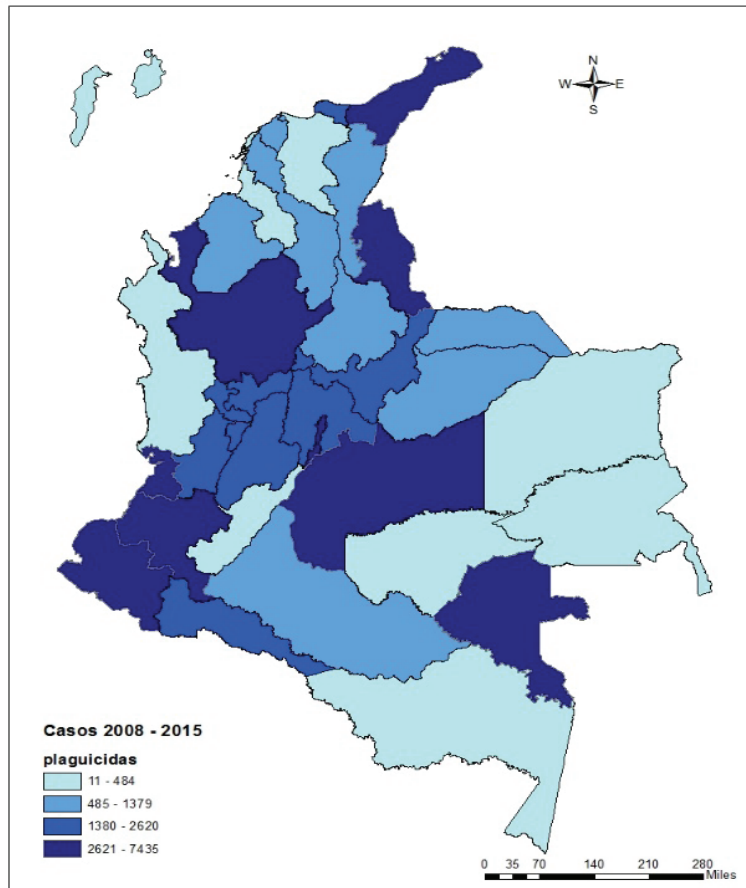 N
W E
S
Casos 2008 - 2015
plaguicidas
11 - 484
485 - 1379
1380 - 2620
2621 - 7435
0 35 70 140 210 280
Miles